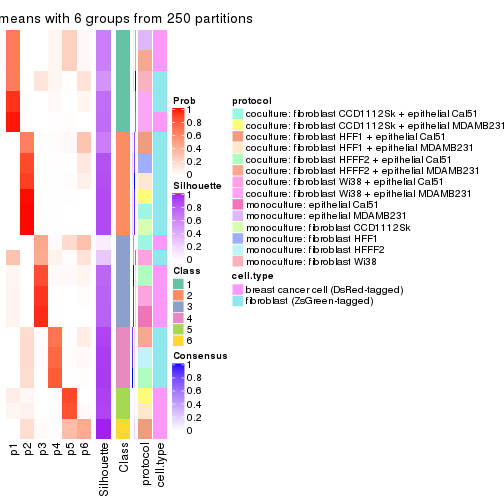 means with 6 groups from 250 partitions
Prob
1
0.8
0.6
0.4
0.2
0
Silhouette
1
0.8
0.6
0.4
0.2
0
Class
1
2
3
4
5
6
Consensus
1
0.8
0.6
0.4
0.2
0
protocol
coculture: fibroblast CCD1112Sk + epithelial Cal51
coculture: fibroblast CCD1112Sk + epithelial MDAMB231
coculture: fibroblast HFF1 + epithelial Cal51
coculture: fibroblast HFF1 + epithelial MDAMB231
coculture: fibroblast HFFF2 + epithelial Cal51
coculture: fibroblast HFFF2 + epithelial MDAMB231
coculture: fibroblast Wi38 + epithelial Cal51
coculture: fibroblast Wi38 + epithelial MDAMB231
monoculture: epithelial Cal51
monoculture: epithelial MDAMB231
monoculture: fibroblast CCD1112Sk
monoculture: fibroblast HFF1
monoculture: fibroblast HFFF2
monoculture: fibroblast Wi38
cell.type
breast cancer cell (DsRed-tagged)
fibroblast (ZsGreen-tagged)
p1
p2
p3
p4
p5
p6
Silhouette
Class
protocol
cell.type